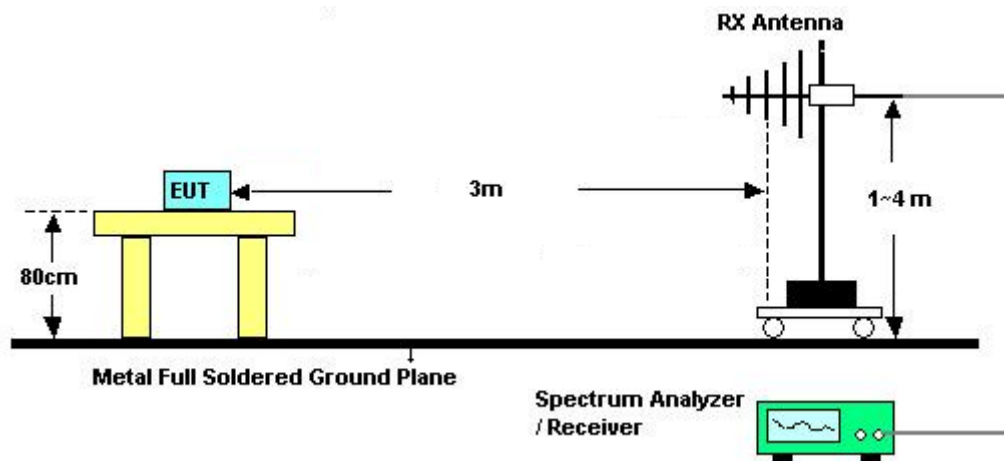 RX Antenna
EUT
3m
1~4 m
80cm
Metal Full Soldered Ground Plane
Spectrum Analyzer
/ Receiver